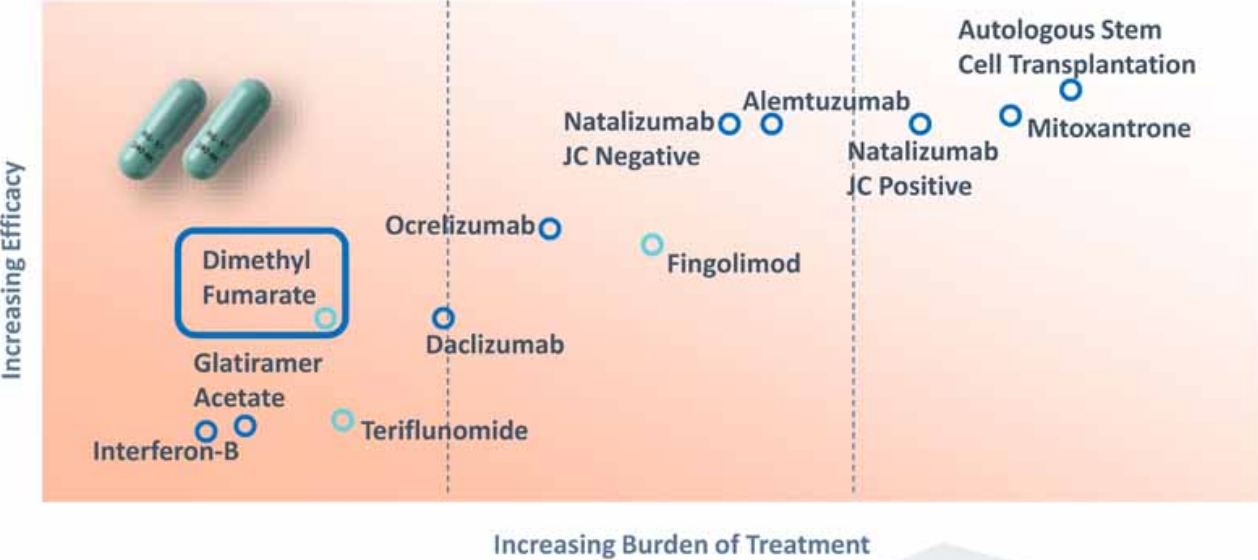 Autologous Stem
Cell Transplantation
Alemtuzumab
Natalizumab
JC Negative
Mitoxantrone
Natalizumab
JC Positive
Ocrelizumab
Fingolimod
Dimethyl
Fumarate
Daclizumab
Glatiramer
Acetate
Teriflunomide
Interferon-B
Increasing Efficacy
Increasing Burden of Treatment